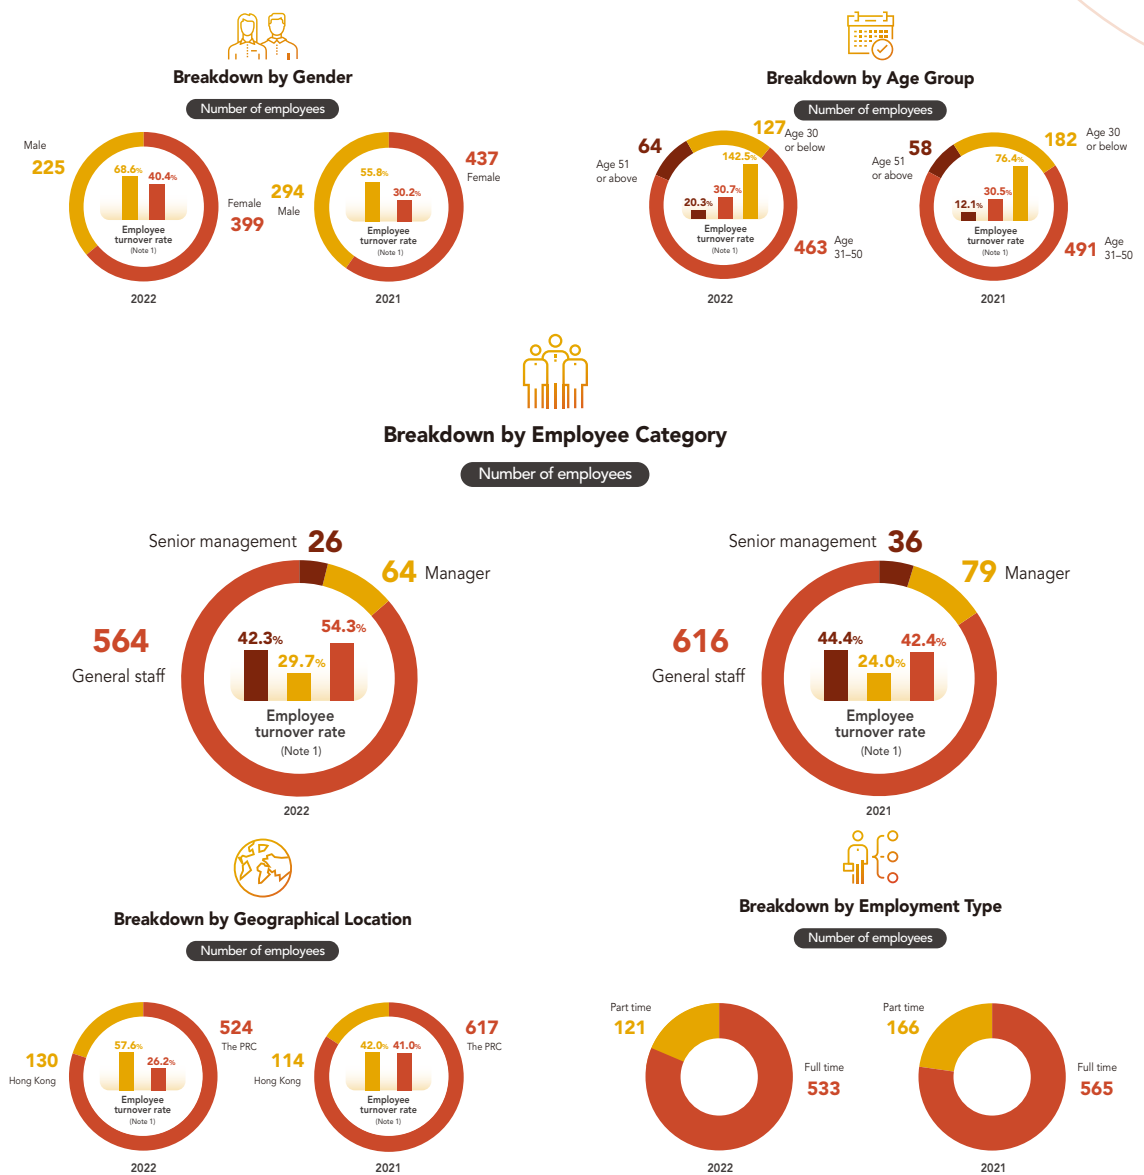 Breakdown by Gender
Number of employees
Male
225
68.6%
40.4%
Female
399
Employee
turnover rate
(Note 1)
2022
437
Female
294
Male
55.8%
30.2%
Employee
turnover rate
(Note 1)
2021
Breakdown by Age Group
Number of employees
127
Age 30
or below
64
Age 51
or above
142.5%
30.7%
20.3%
463
Age
31–50
Employee
turnover rate
(Note 1)
2022
182
Age 30
or below
58
Age 51
or above
76.4%
30.5%
12.1%
491
Age
31–50
Employee
turnover rate
(Note 1)
2021
Breakdown by Employee Category
Number of employees
Senior management 26
64 Manager
564
General staff
42.3%
29.7%
54.3%
Employee
turnover rate
(Note 1)
2022
Senior management 36
79 Manager
616
General staff
44.4%
24.0%
42.4%
Employee
turnover rate
(Note 1)
2021
Breakdown by Geographical Location
Number of employees
524
The PRC
130
Hong Kong
57.6%
26.2%
Employee
turnover rate
(Note 1)
2022
617
The PRC
114
Hong Kong
42.0%
41.0%
Employee
turnover rate
(Note 1)
2021
Breakdown by Employment Type
Number of employees
Part time
121
Full time
533
2022
Part time
166
Full time
565
2021